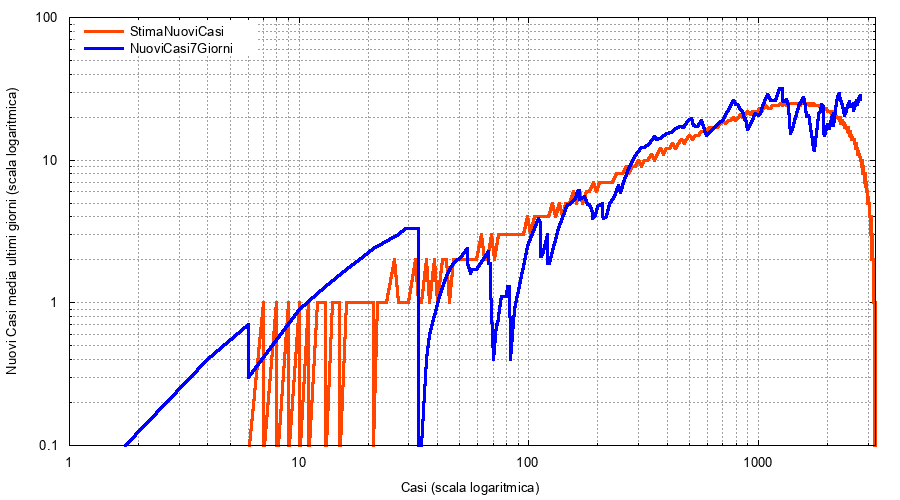 100
StimaNuoviCasi
NuoviCasi7Giorni
10
1
0.1
Nuovi Casi media ultimi giorni (scala logaritmica)
1 10 100 1000
Casi (scala logaritmica)